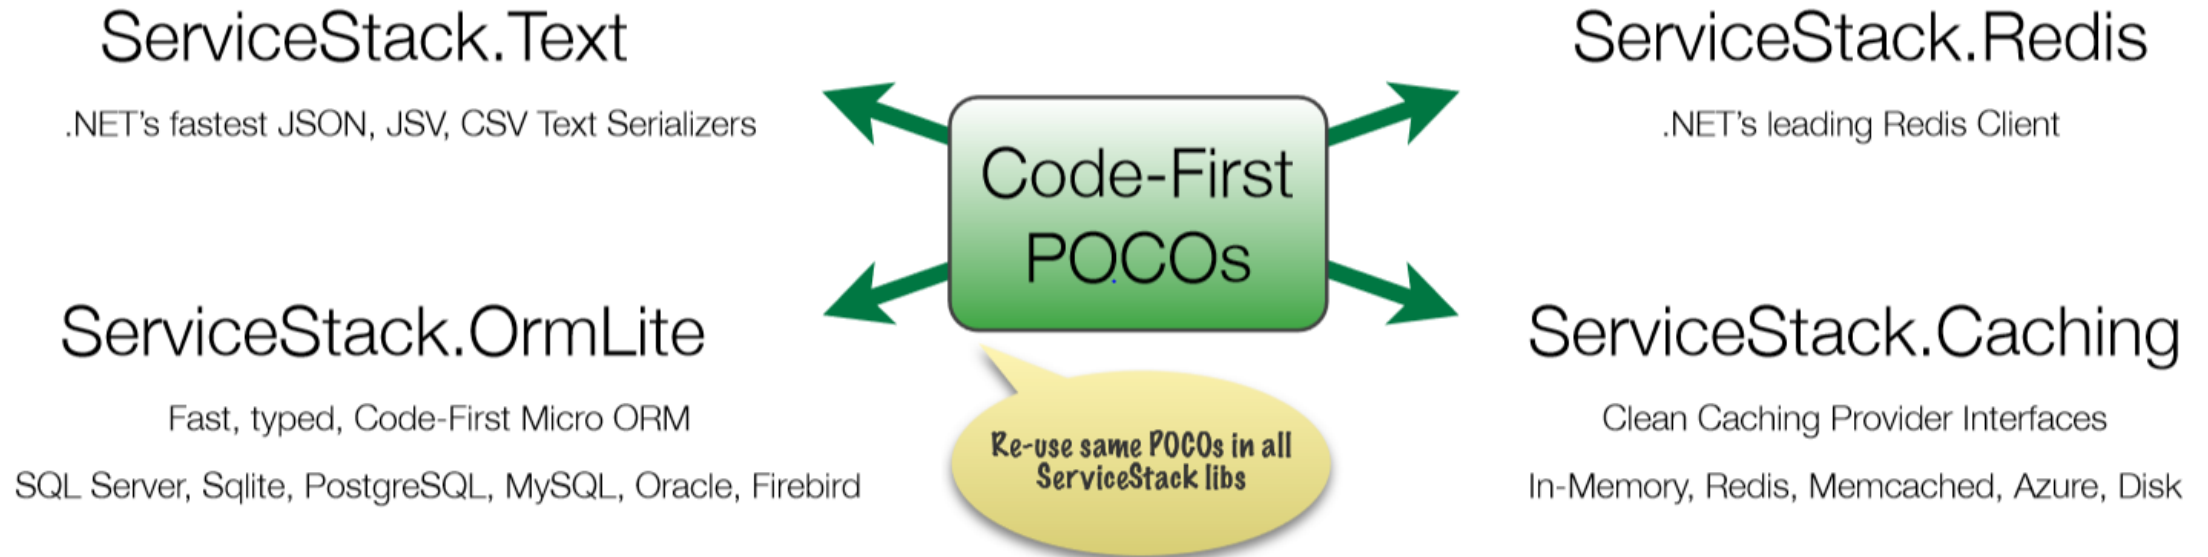 ServiceStack.Text
.NET's fastest JSON, JSV, CSV Text Serializers
ServiceStack.OrmLite
Fast, typed, Code-First Micro ORM
SQL Server, Sqlite, PostgreSQL, MySQL, Oracle, Firebird
Code-First
POCOs
Re-use same POCOs in all
ServiceStack libs
ServiceStack.Redis
.NET's leading Redis Client
ServiceStack.Caching
Clean Caching Provider Interfaces
In-Memory, Redis, Memcached, Azure, Disk